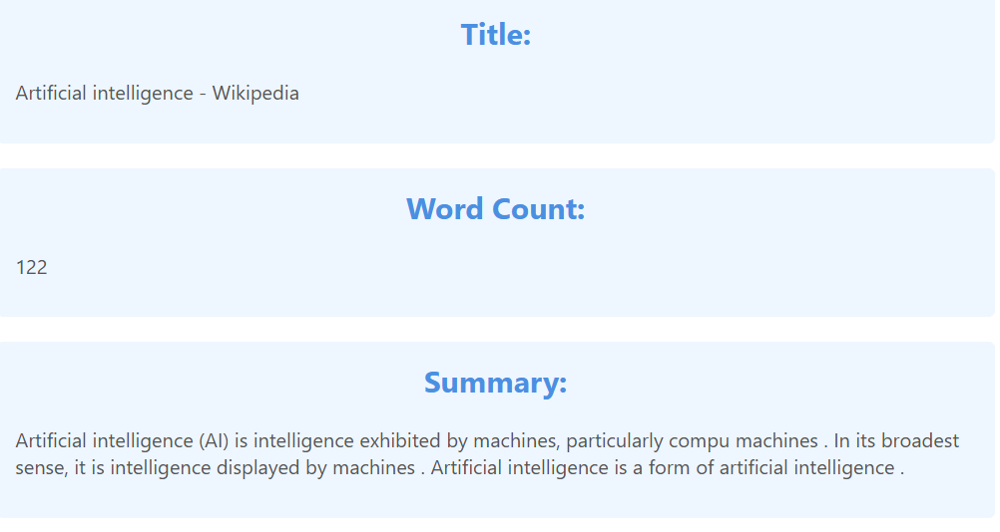 Title:
Artificial intelligence - Wikipedia
Word Count:
122
Summary:
Artificial intelligence (AI) is intelligence exhibited by machines, particularly compu machines . In its broadest
sense, it is intelligence displayed by machines . Artificial intelligence is a form of artificial intelligence .